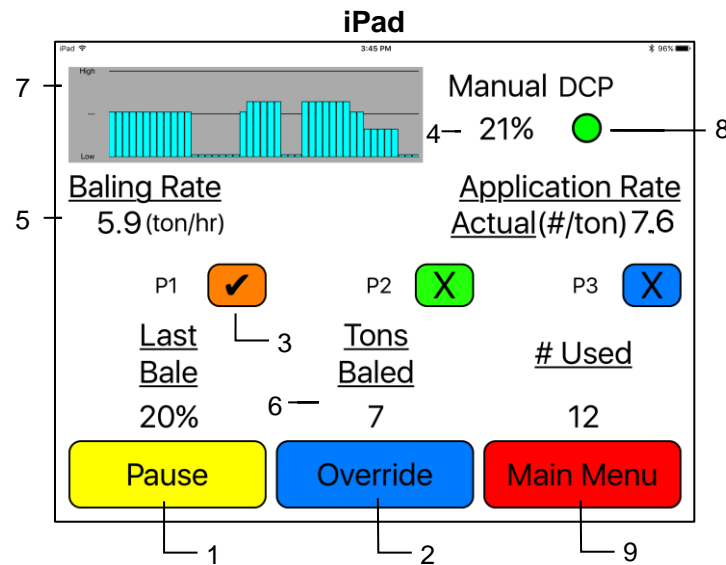 iPad
iPad 3:45 PM 96%
High
7
Manual DCP
—
4 21% 8
Low
Baling Rate Application Rate
5 5.9 (ton/hr) Actual(#/ton) 7.6
P1 ✔ P2 X P3 X
3
Last Tons
Bale Baled # Used
6
20% 7 12
Pause Override Main Menu
1 2 9